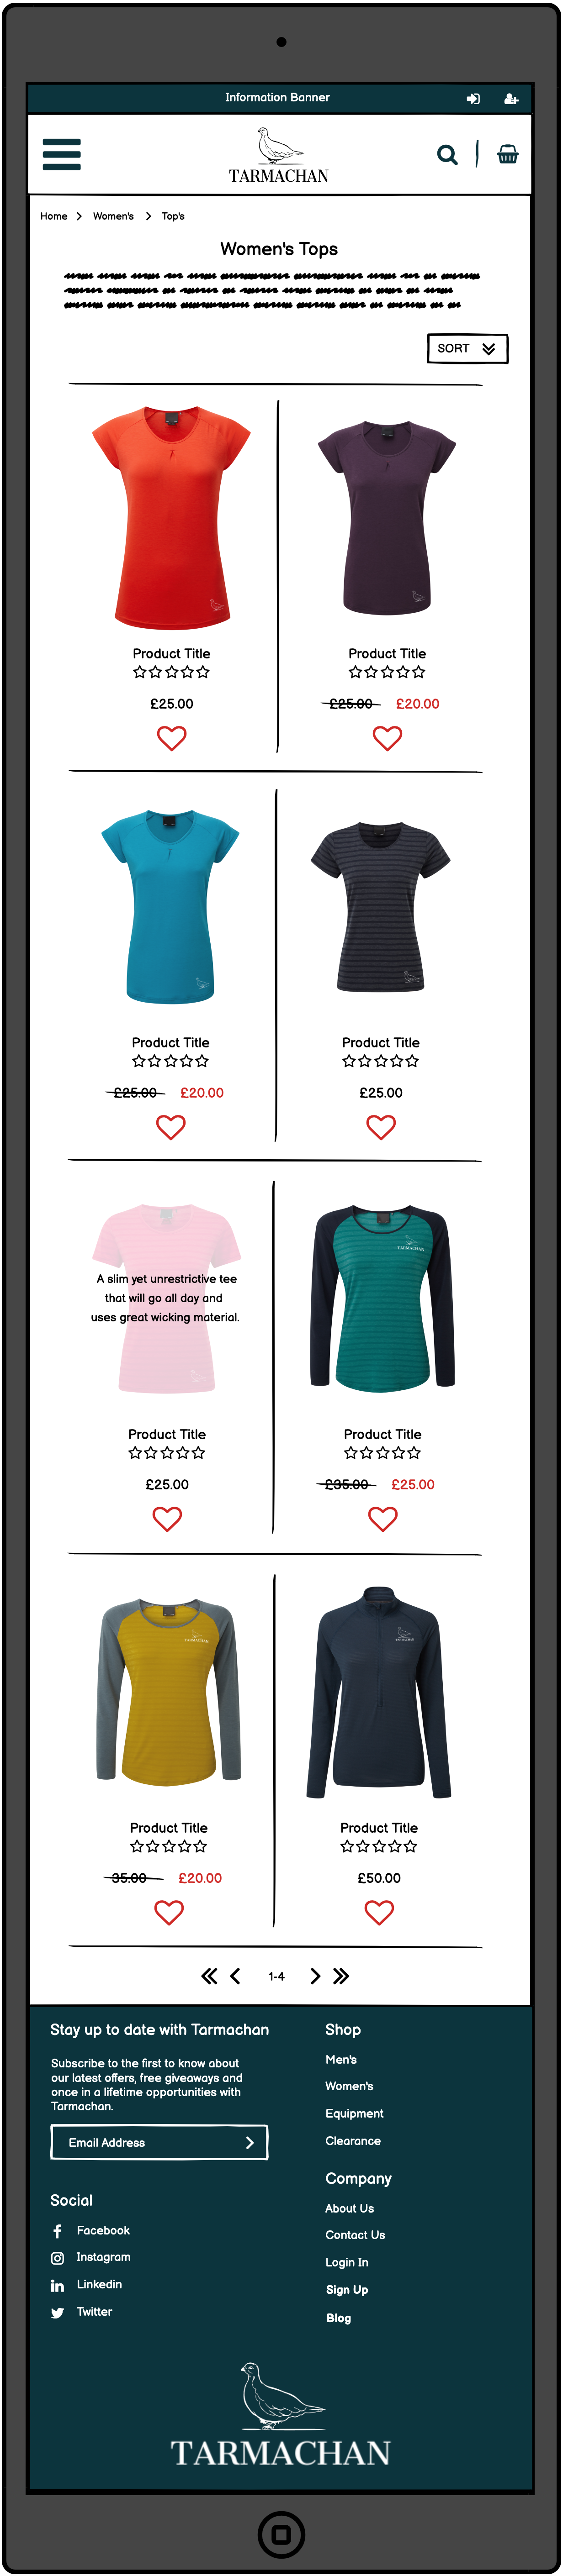 Information Banner
TARMACHAN
Home > Women's > Top's
Women's Tops
SORT
Product Title
£25.00
Product Title
£25.00 £20.00
Product Title
£25.00 £20.00
Product Title
£25.00
A slim yet unrestrictive tee
that will go all day and
uses great wicking material.
Product Title
£25.00
TARMACHAN
Product Title
£35.00 £25.00
TARMACHAN
Product Title
35.00 £20.00
TARMACHAN
Product Title
£50.00
1-4
Stay up to date with Tarmachan
Subscribe to the first to know about
our latest offers, free giveaways and
once in a lifetime opportunities with
Tarmachan.
Email Address
Social
Facebook
Instagram
Linkedin
Twitter
Shop
Men's
Women's
Equipment
Clearance
Company
About Us
Contact Us
Login In
Sign Up
Blog
TARMACHAN